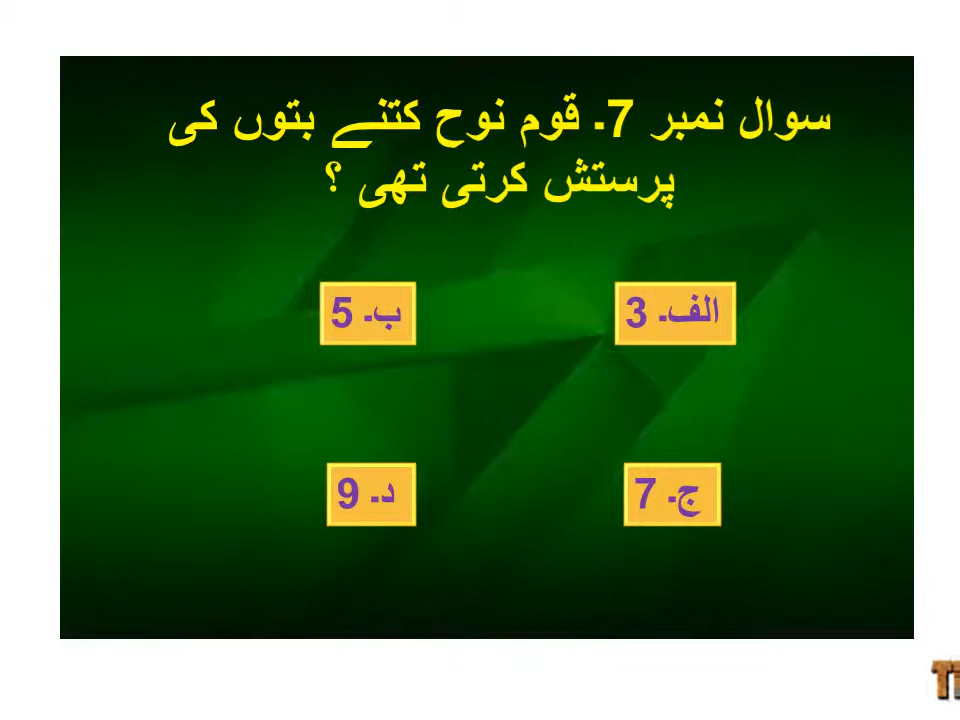 سوال نمبر 7۔ قوم نوح کتنے بتوں کی
پرستش کرتی تھی ؟
الف۔ 3
ب۔ 5
ج۔ 7
د۔ 9